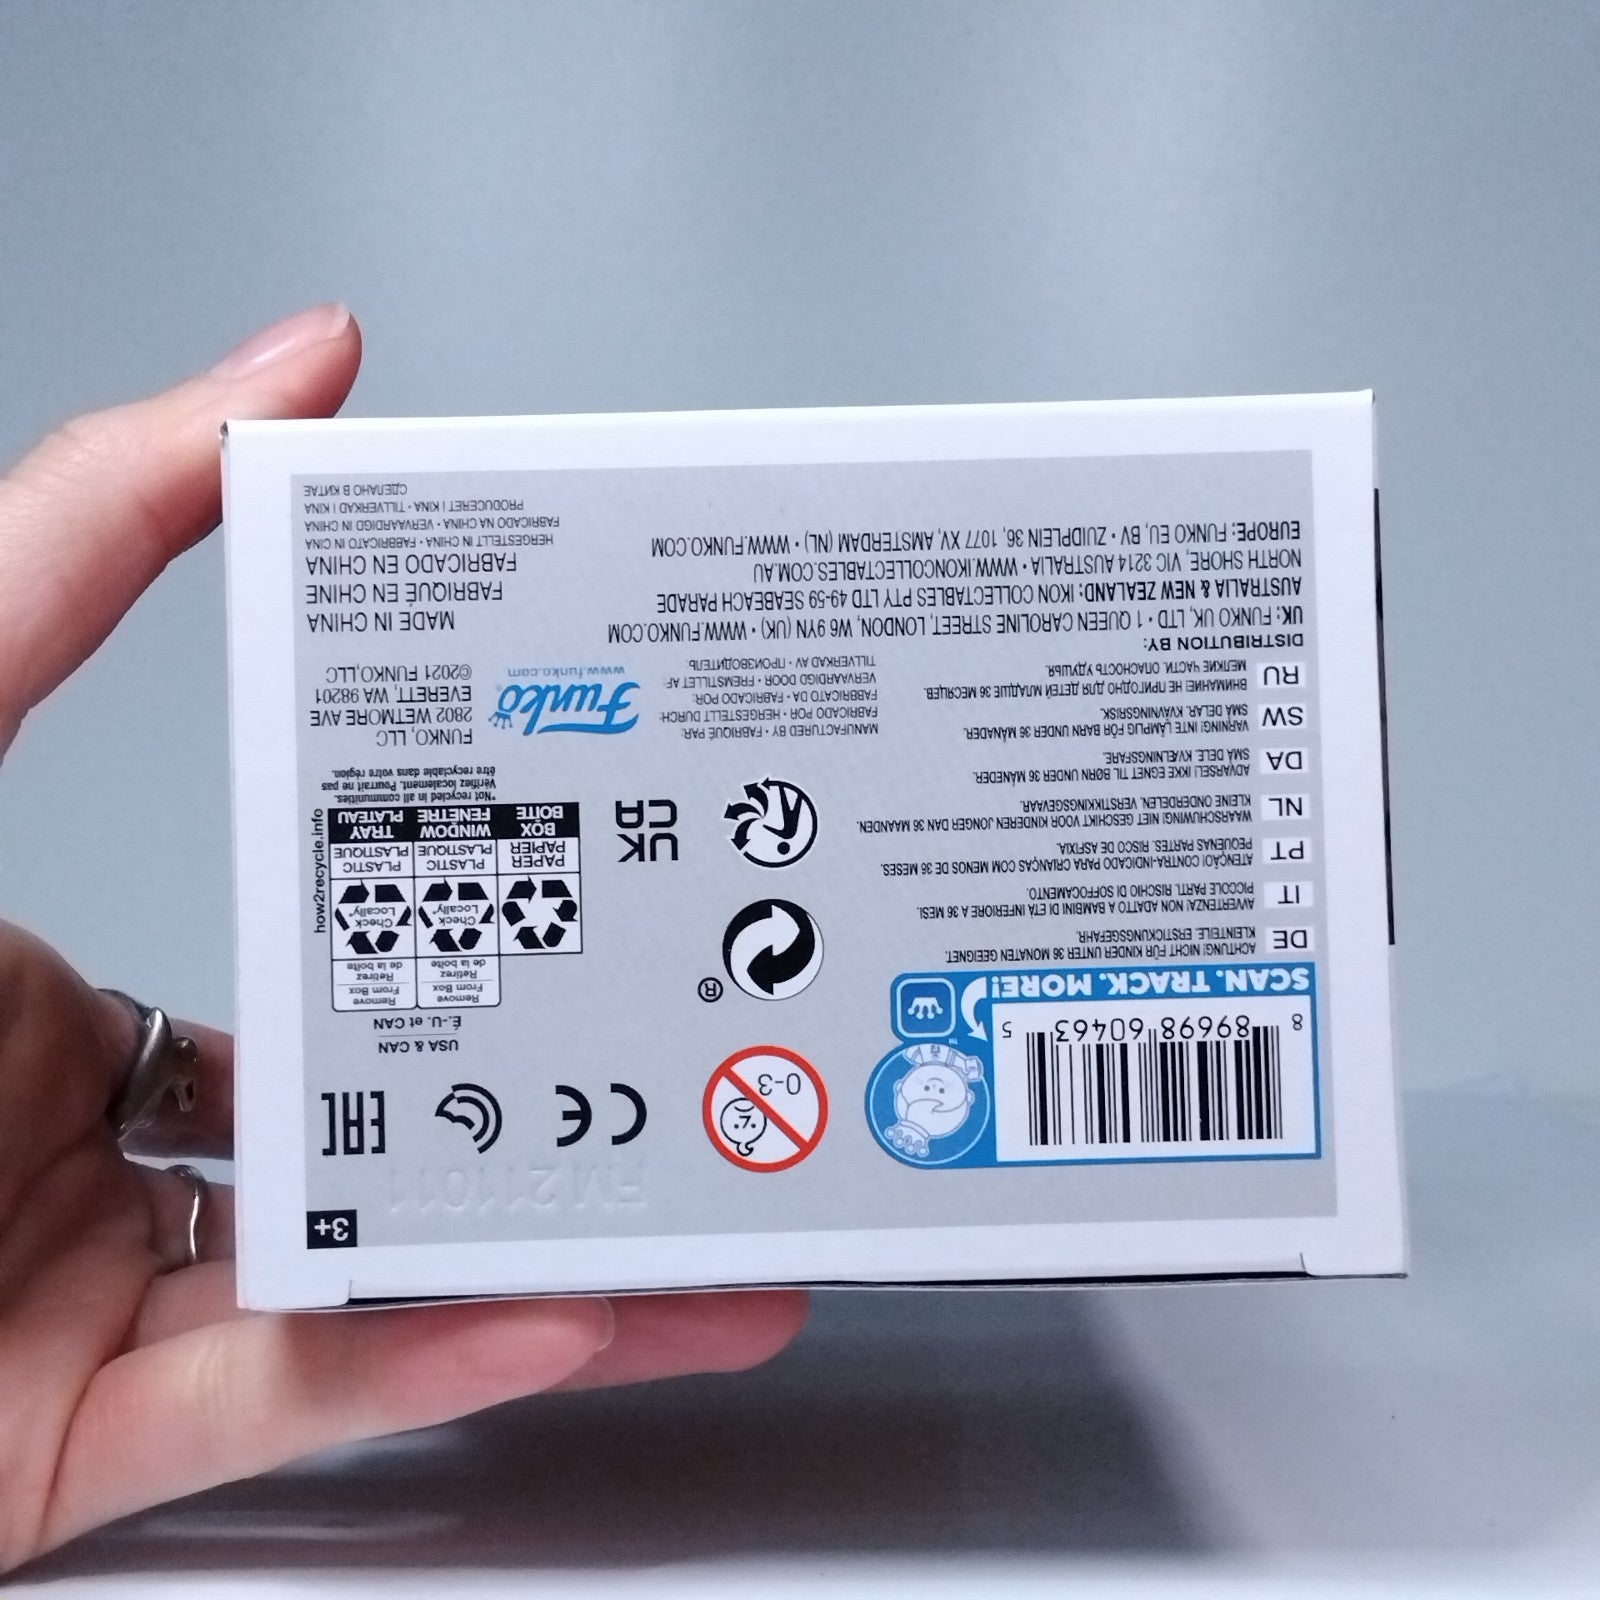 3+
FM 211011
8 89698 60463 5
SCAN. TRACK. MORE!
TM
0-3
CE
EAC
USA & CAN
É.-U. et CAN
Remove
From Box
Retirez
de la boîte
Remove
From Box
Retirez
de la boîte
Check
Locally*
Check
Locally*
PAPER
PAPIER
PLASTIC
PLASTIQUE
PLASTIC
PLASTIQUE
BOX
BOÎTE
WINDOW
FENÊTRE
TRAY
PLATEAU
*Not recycled in all communities.
Vérifiez localement. Pourrait ne pas
être recyclable dans votre région.
how2recycle.info
®
UK
CA
DE ACHTUNG! NICHT FÜR KINDER UNTER 36 MONATEN GEEIGNET.
KLEINTEILE. ERSTICKUNGSGEFAHR.
IT AVVERTENZA! NON ADATTO A BAMBINI DI ETÀ INFERIORE A 36 MESI.
PICCOLE PARTI. RISCHIO DI SOFFOCAMENTO.
PT ATENÇÃO! CONTRA-INDICADO PARA CRIANÇAS COM MENOS DE 36 MESES.
PEQUENAS PARTES. RISCO DE ASFIXIA.
NL WAARSCHUWING! NIET GESCHIKT VOOR KINDEREN JONGER DAN 36 MAANDEN.
KLEINE ONDERDELEN. VERSTIKKINGSGEVAAR.
DA ADVARSEL! IKKE EGNET TIL BØRN UNDER 36 MÅNEDER.
SMÅ DELE. KVÆLNINGSFARE.
SW VARNING! INTE LÄMPLIG FÖR BARN UNDER 36 MÅNADER.
SMÅ DELAR. KVÄVNINGSRISK.
RU ВНИМАНИЕ! НЕ ПРИГОДНО ДЛЯ ДЕТЕЙ МЛАДШЕ 36 МЕСЯЦЕВ.
МЕЛКИЕ ЧАСТИ. ОПАСНОСТЬ УДУШЬЯ.
MANUFACTURED BY • FABRIQUÉ PAR:
FABRICADO POR • HERGESTELLT DURCH:
FABBRICATO DA • FABRICADO POR:
VERVAARDIGD DOOR • FREMSTILLET AF:
TILLVERKAD AV • ПРОИЗВОДИТЕЛЬ:
Funko
www.funko.com
FUNKO, LLC
2802 WETMORE AVE
EVERETT, WA 98201
©2021 FUNKO,LLC
DISTRIBUTION BY:
UK: FUNKO UK, LTD • 1 QUEEN CAROLINE STREET, LONDON, W6 9YN (UK) • WWW.FUNKO.COM
AUSTRALIA & NEW ZEALAND: IKON COLLECTABLES PTY LTD 49-59 SEABEACH PARADE
NORTH SHORE, VIC 3214 AUSTRALIA • WWW.IKONCOLLECTABLES.COM.AU
EUROPE: FUNKO EU, BV • ZUIDPLEIN 36, 1077 XV, AMSTERDAM (NL) • WWW.FUNKO.COM
MADE IN CHINA
FABRIQUÉ EN CHINE
FABRICADO EN CHINA
HERGESTELLT IN CHINA • FABBRICATO IN CINA
FABRICADO NA CHINA • VERVAARDIGD IN CHINA
PRODUCERET I KINA • TILLVERKAD I KINA
СДЕЛАНО В КИТАЕ